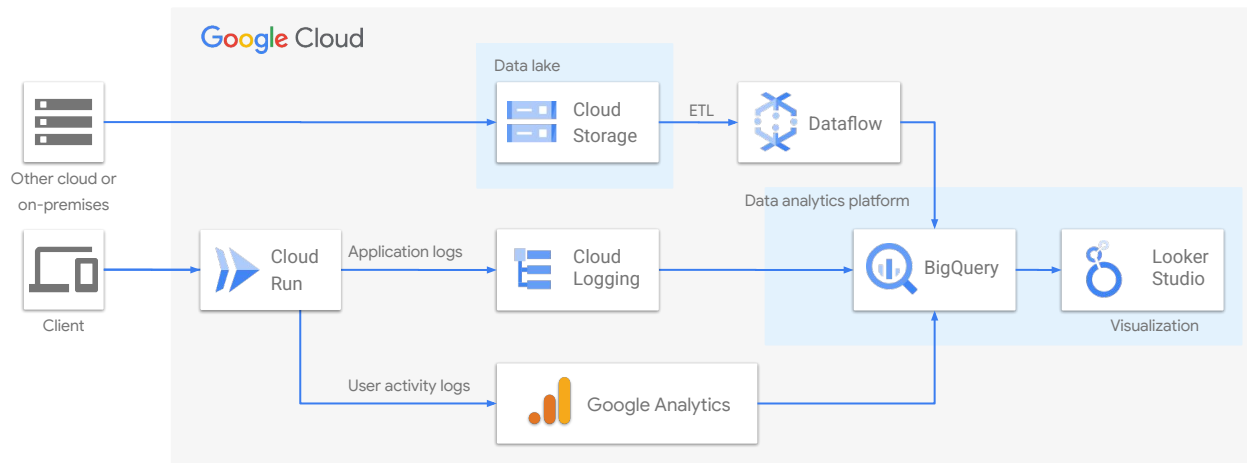 Google Cloud
Data lake
Cloud
Storage
ETL
Dataflow
Other cloud or
on-premises
Data analytics platform
Client
Cloud
Run
Application logs
Cloud
Logging
BigQuery
Looker
Studio
Visualization
User activity logs
Google Analytics